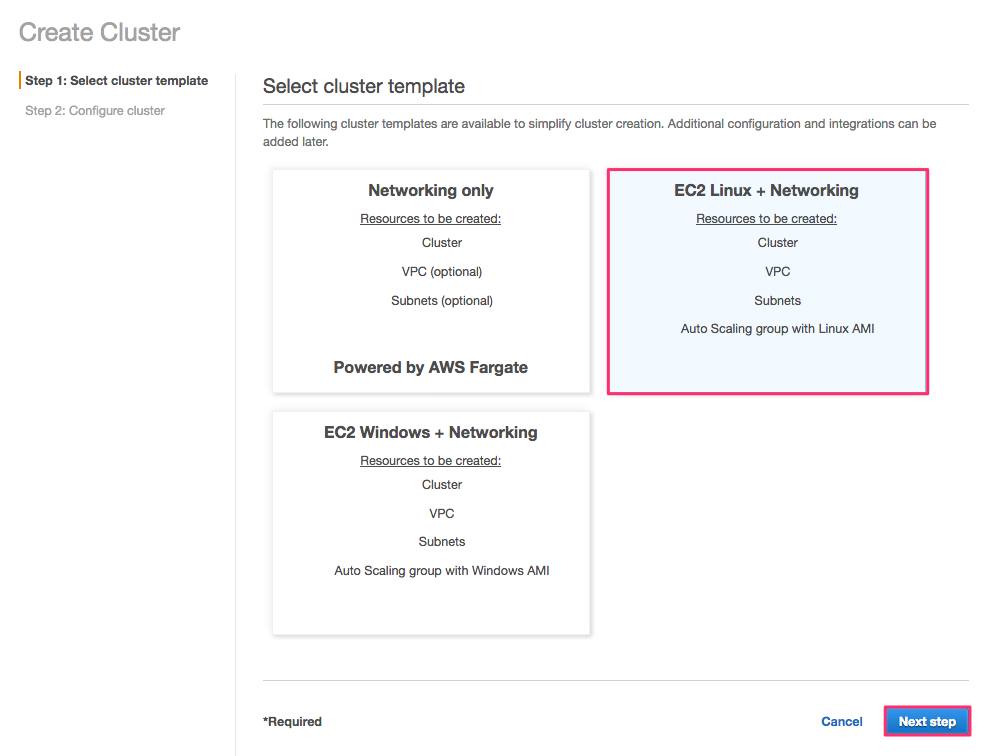 Create Cluster
Step 1: Select cluster template
Step 2: Configure cluster
Select cluster template
The following cluster templates are available to simplify cluster creation. Additional configuration and integrations can be
added later.
Networking only
Resources to be created:
Cluster
VPC (optional)
Subnets (optional)
Powered by AWS Fargate
EC2 Linux + Networking
Resources to be created:
Cluster
VPC
Subnets
Auto Scaling group with Linux AMI
EC2 Windows + Networking
Resources to be created:
Cluster
VPC
Subnets
Auto Scaling group with Windows AMI
*Required
Cancel
Next step